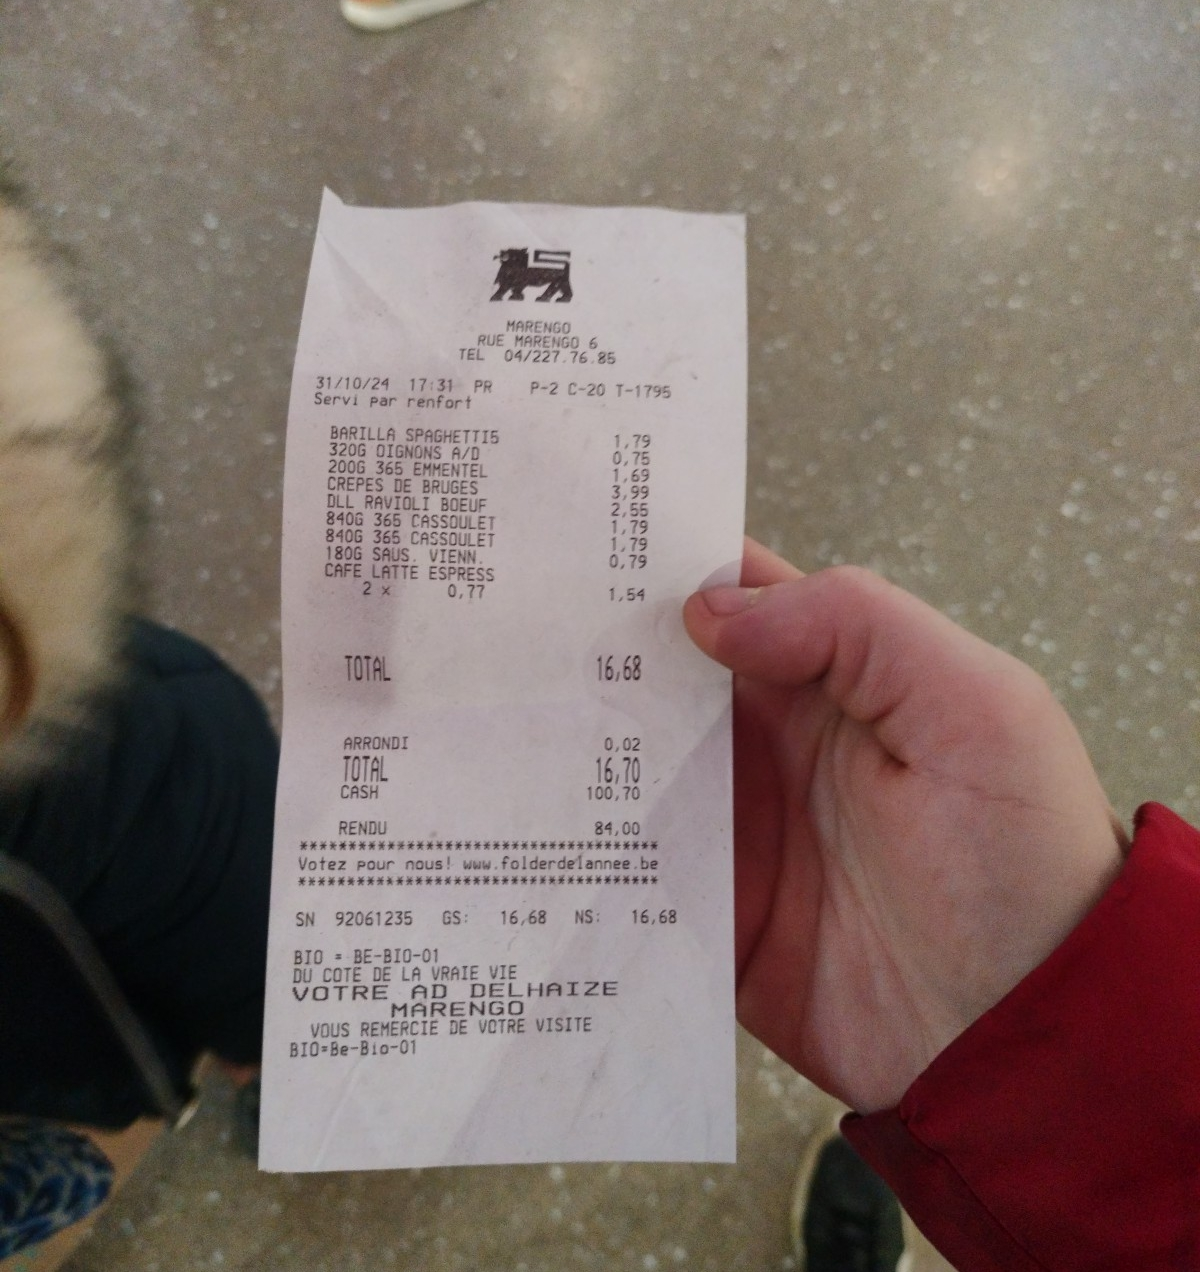 MARENGO
RUE MARENGO 6
TEL 04/227.76.85
31/10/24 17:31 PR P-2 C-20 T-1795
Servi par renfort
BARILLA SPAGHETTI5 1,79
320G OIGNONS A/D 0,75
200G 365 EMMENTEL 1,69
CREPES DE BRUGES 3,99
DLL RAVIOLI BOEUF 2,55
840G 365 CASSOULET 1,79
840G 365 CASSOULET 1,79
180G SAUS. VIENN. 0,79
CAFE LATTE ESPRESS
2 x 0,77 1,54
TOTAL 16,68
ARRONDI 0,02
TOTAL 16,70
CASH 100,70
RENDU 84,00
****************************************
Votez pour nous! www.folderdelannee.be
****************************************
SN 92061235 GS: 16,68 NS: 16,68
BIO = BE-BIO-01
DU COTE DE LA VRAIE VIE
VOTRE AD DELHAIZE
MARENGO
VOUS REMERCIE DE VOTRE VISITE
BIO=Be-Bio-01